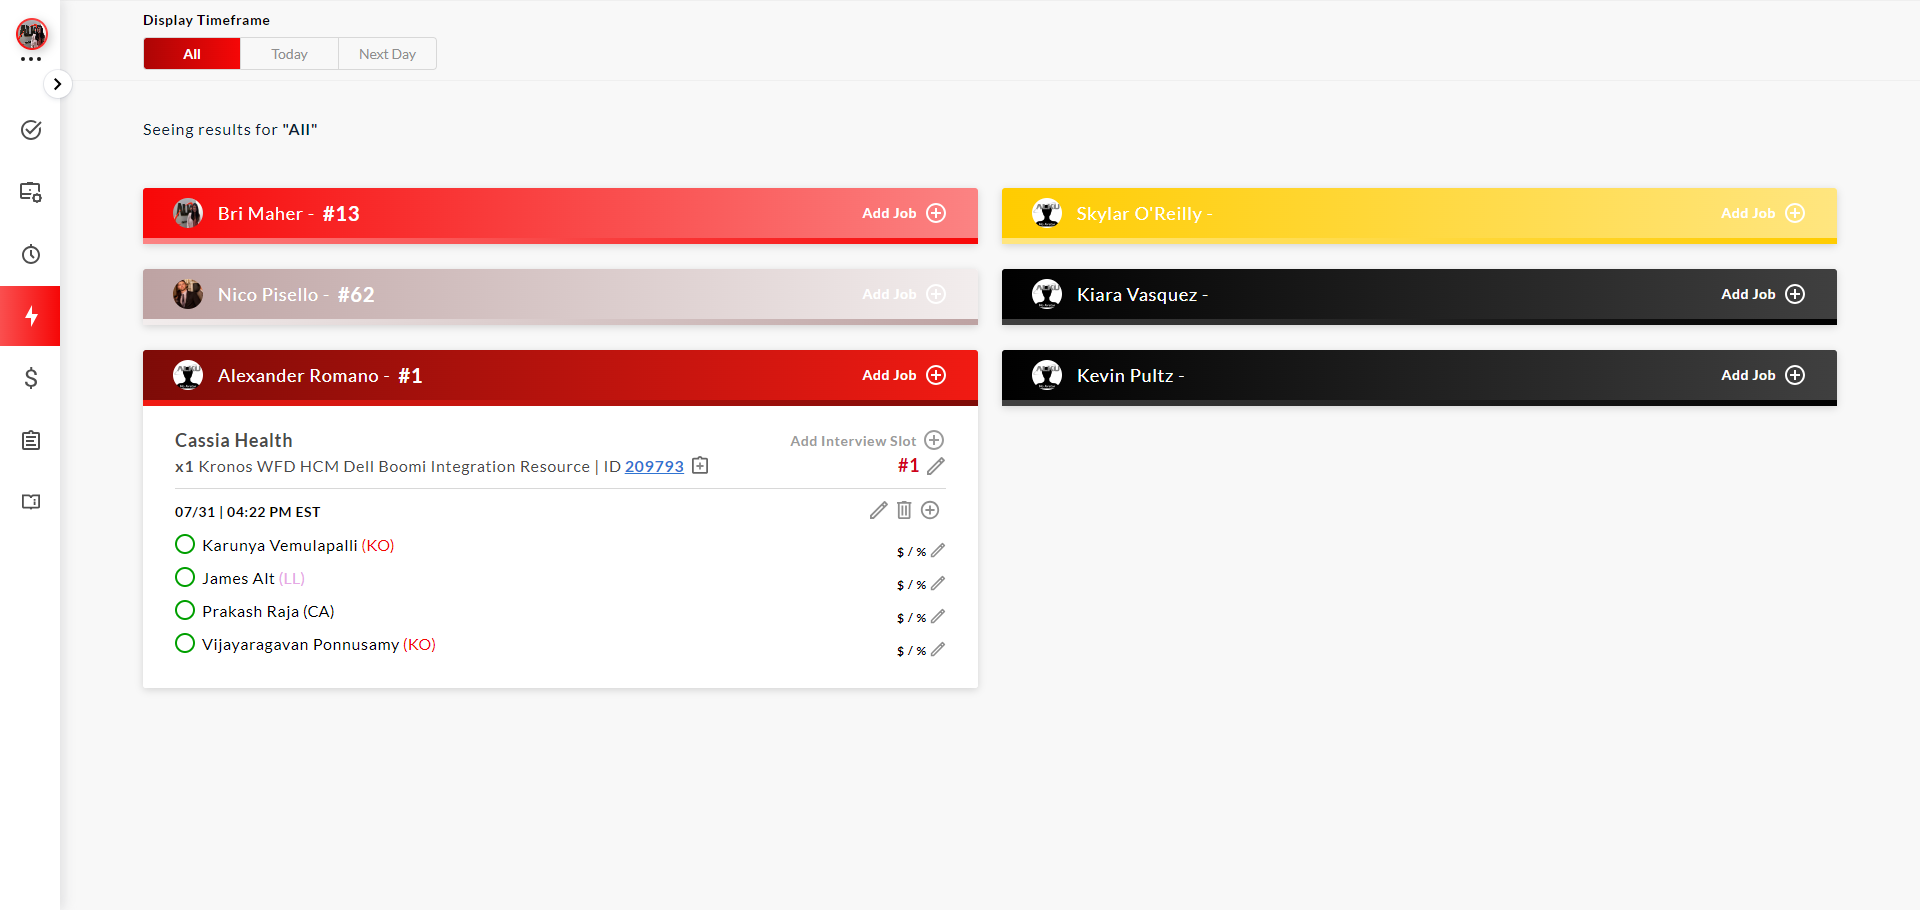 Display Timeframe
All
Today
Next Day
Seeing results for "All"
Bri Maher - #13
Add Job
Skylar O'Reilly -
Add Job
Nico Pisello - #62
Add Job
Kiara Vasquez -
Add Job
Alexander Romano - #1
Add Job
Kevin Pultz -
Add Job
Cassia Health
Add Interview Slot
x1 Kronos WFD HCM Dell Boomi Integration Resource | ID 209793
#1
07/31 | 04:22 PM EST
Karunya Vemulapalli (KO)
$ / %
James Alt (LL)
$ / %
Prakash Raja (CA)
$ / %
Vijayaragavan Ponnusamy (KO)
$ / %